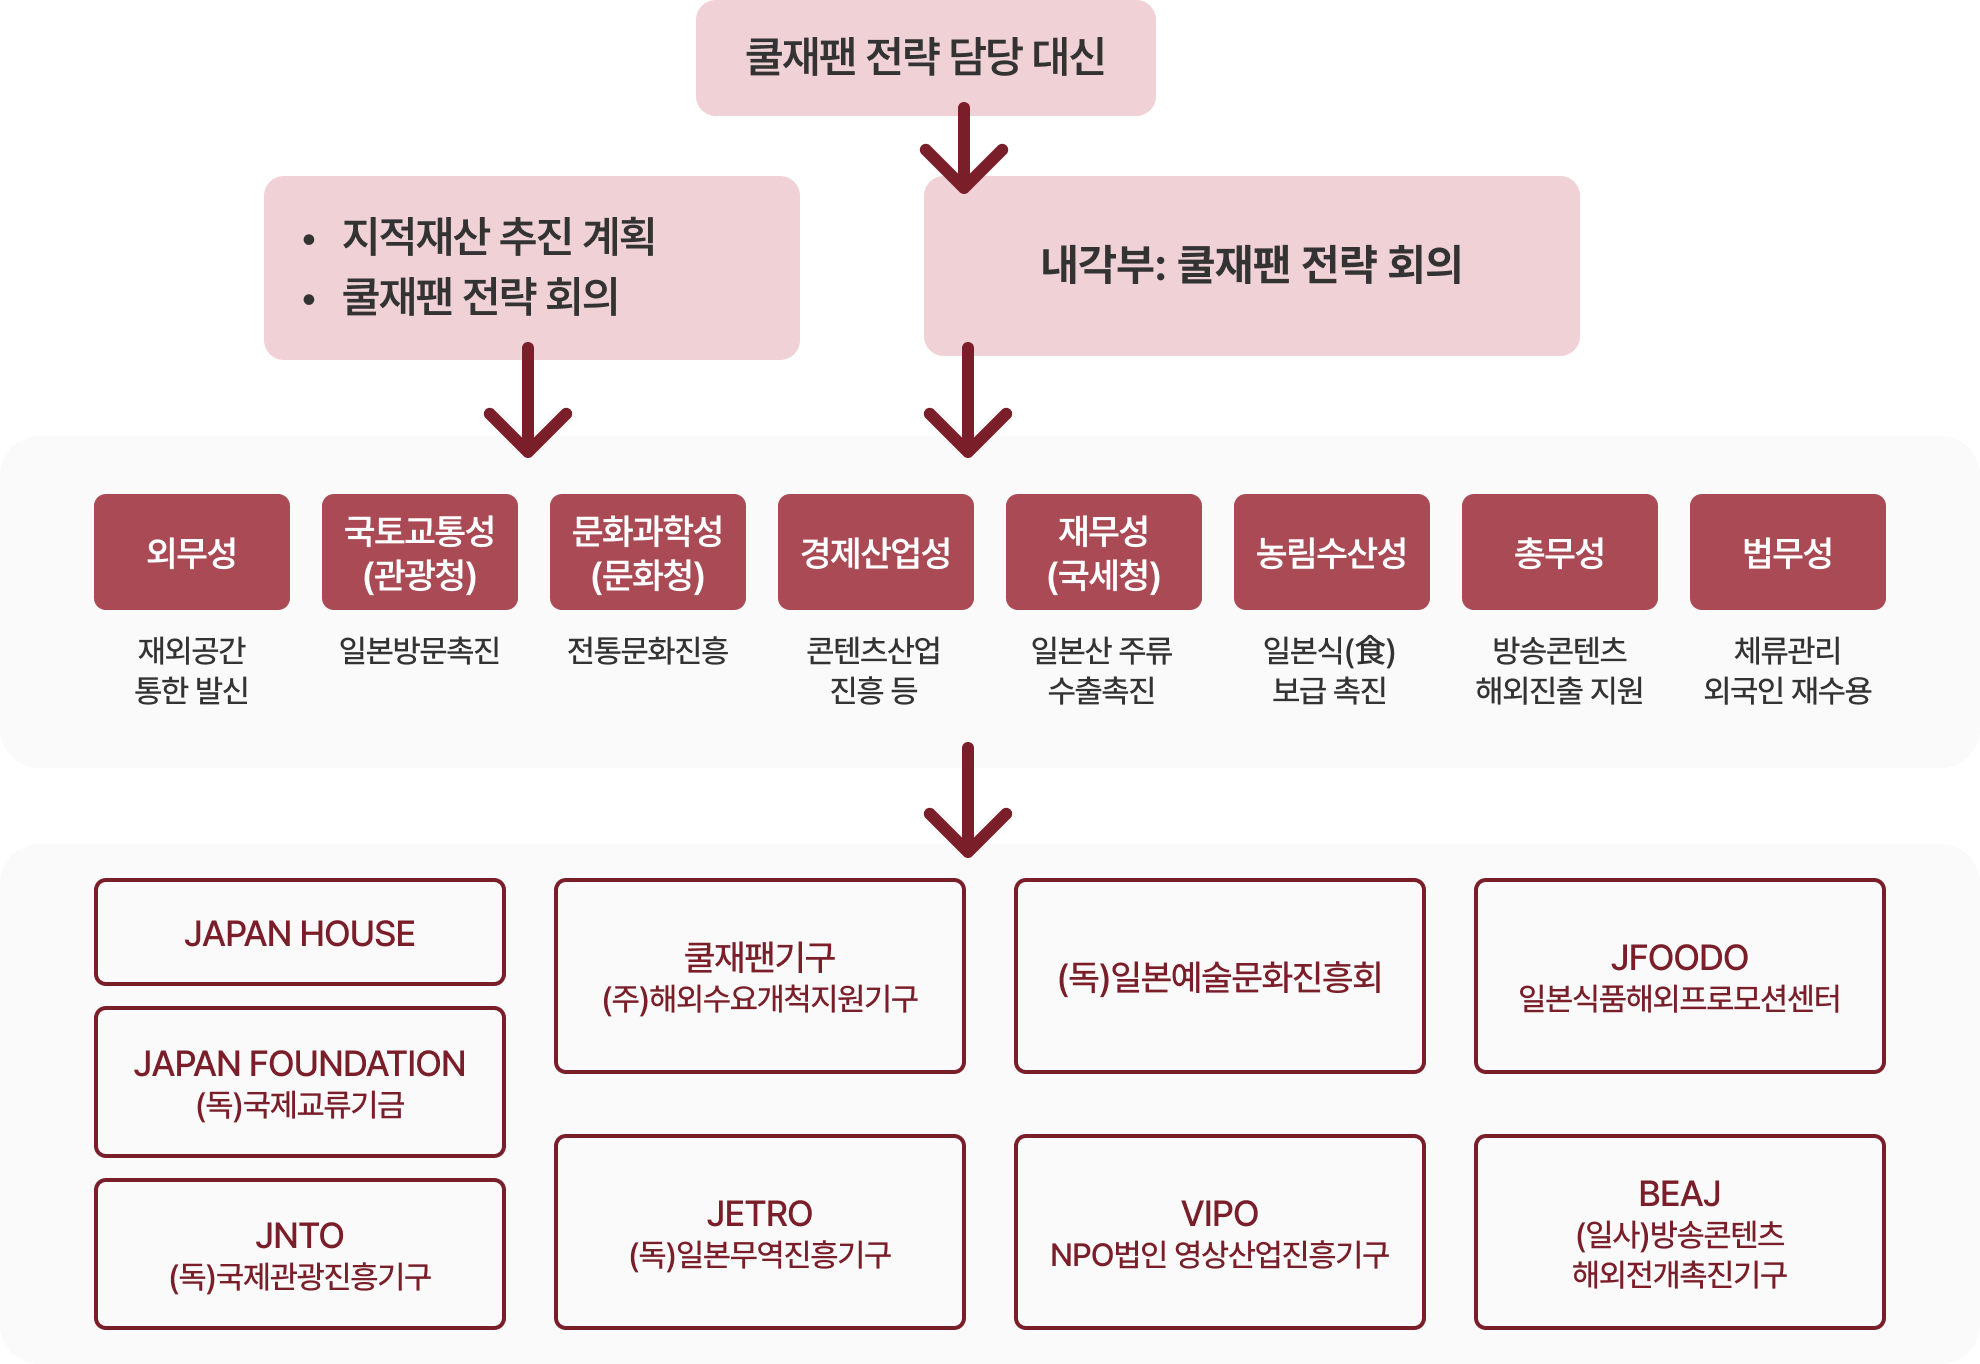 쿨재팬 전략 담당 대신
• 지적재산 추진 계획
• 쿨재팬 전략 회의
내각부: 쿨재팬 전략 회의
외무성
재외공간
통한 발신
국토교통성
(관광청)
일본방문촉진
문화과학성
(문화청)
전통문화진흥
경제산업성
콘텐츠산업
진흥 등
재무성
(국세청)
일본산 주류
수출촉진
농림수산성
일본식(食)
보급 촉진
총무성
방송콘텐츠
해외진출 지원
법무성
체류관리
외국인 재수용
JAPAN HOUSE
JAPAN FOUNDATION
(독)국제교류기금
JNTO
(독)국제관광진흥기구
쿨재팬기구
(주)해외수요개척지원기구
JETRO
(독)일본무역진흥기구
(독)일본예술문화진흥회
VIPO
NPO법인 영상산업진흥기구
JFOODO
일본식품해외프로모션센터
BEAJ
(일사)방송콘텐츠
해외전개촉진기구